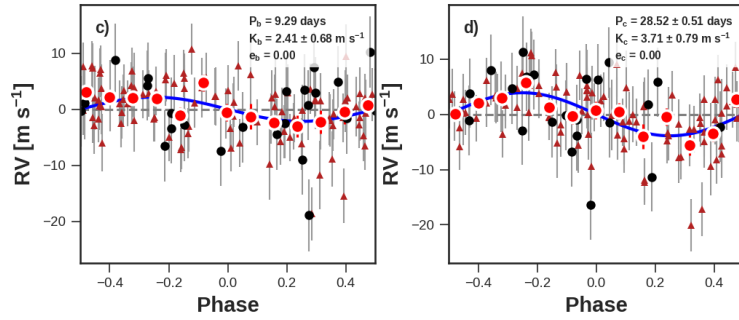 c)
P_b = 9.29 days
K_b = 2.41 ± 0.68 m s⁻¹
e_b = 0.00
RV [m s⁻¹]
10
0
−10
−20
−0.4 −0.2 0.0 0.2 0.4
Phase
d)
P_c = 28.52 ± 0.51 days
K_c = 3.71 ± 0.79 m s⁻¹
e_c = 0.00
RV [m s⁻¹]
10
0
−10
−20
−0.4 −0.2 0.0 0.2 0.4
Phase